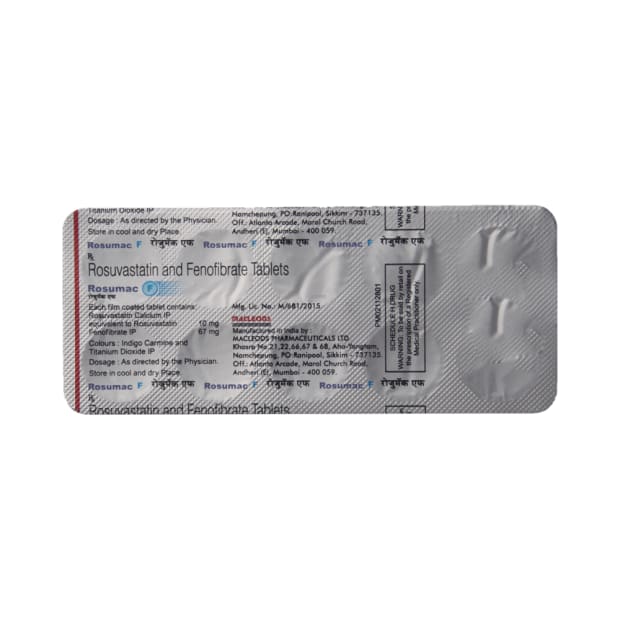 Titanium Dioxide IP
Dosage : As directed by the Physician.
Store in cool and dry Place.
Namchepung, PO:Ranipool, Sikkim - 737135.
Off.: Atlanta Arcade, Marol Church Road,
Andheri (E), Mumbai - 400 059.
Rosumac F रोज़ुमॅक एफ Rosumac F रोज़ुमॅक एफ Rosumac F रोज़ुमॅक एफ
Rx
Rosuvastatin and Fenofibrate Tablets
Rosumac F
रोज़ुमॅक एफ
Each film coated tablet contains:
Rosuvastatin Calcium IP
equivalent to Rosuvastatin 10 mg
Fenofibrate IP 67 mg
Colours : Indigo Carmine and
Titanium Dioxide IP
Dosage : As directed by the Physician.
Store in cool and dry Place.
Mfg. Lic. No.: M/681/2015
MACLEODS
Manufactured in India by :
MACLEODS PHARMACEUTICALS LTD.
Khasra No.21,22,66,67 & 68, Aho-Yangtam,
Namchepung, PO:Ranipool, Sikkim - 737135.
Off.: Atlanta Arcade, Marol Church Road,
Andheri (E), Mumbai - 400 059.
PM02112801
SCHEDULE H DRUG
WARNING: To be sold by retail on
the prescription of a Registered
Medical Practitioner only.
Rosumac F रोज़ुमॅक एफ Rosumac F रोज़ुमॅक एफ Rosumac F रोज़ुमॅक एफ
Rx
Rosuvastatin and Fenofibrate Tablets